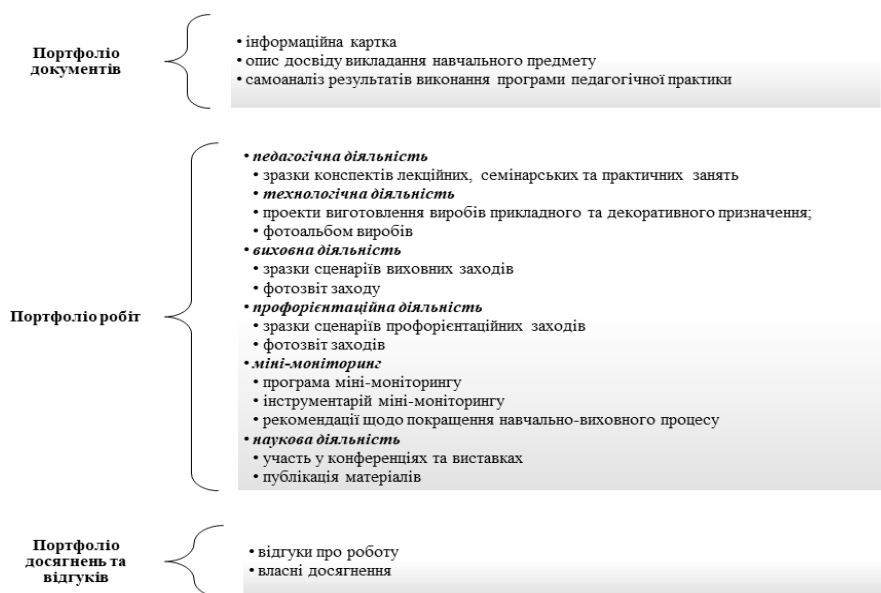 Портфоліо
документів
• інформаційна картка
• опис досвіду викладання навчального предмету
• самоаналіз результатів виконання програми педагогічної практики
Портфоліо робіт
• педагогічна діяльність
• зразки конспектів лекційних, семінарських та практичних занять
• технологічна діяльність
• проекти виготовлення виробів прикладного та декоративного призначення;
• фотоальбом виробів
• виховна діяльність
• зразки сценаріїв виховних заходів
• фотозвіт заходу
• профорієнтаційна діяльність
• зразки сценаріїв профорієнтаційних заходів
• фотозвіт заходів
• міні-моніторинг
• програма міні-моніторингу
• інструментарій міні-моніторингу
• рекомендації щодо покращення навчально-виховного процесу
• наукова діяльність
• участь у конференціях та виставках
• публікація матеріалів
Портфоліо
досягнень та
відгуків
• відгуки про роботу
• власні досягнення